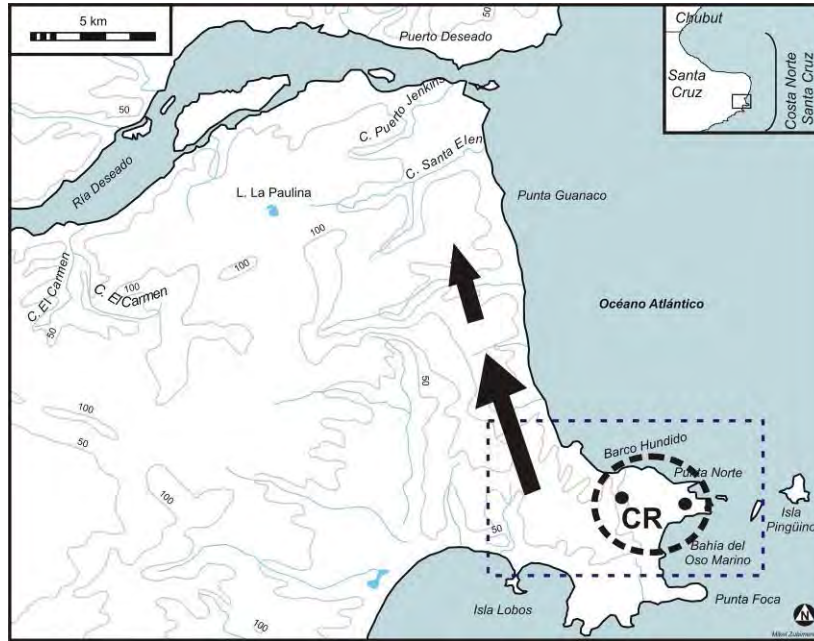 5 km
Puerto Deseado
Chubut
Santa
Cruz
Costa Norte
Santa Cruz
50
50
C. Puerto Jenkins
C. Santa Elen
Ría Deseado
L. La Paulina
Punta Guanaco
100
100
100
C. El Carmen
C. El Carmen
50
Océano Atlántico
100
50
50
100
100
Barco Hundido
Punta Norte
CR
50
Isla
Pingüino
Bahía del
Oso Marino
Isla Lobos
Punta Foca
N